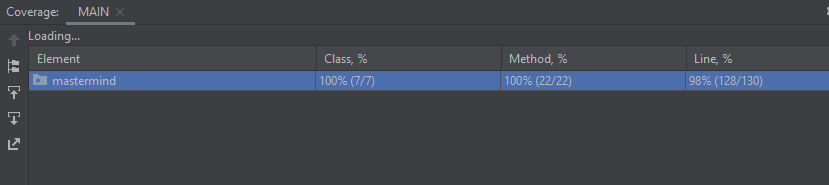 Coverage: MAIN
Loading...
Element Class, % Method, % Line, %
mastermind 100% (7/7) 100% (22/22) 98% (128/130)